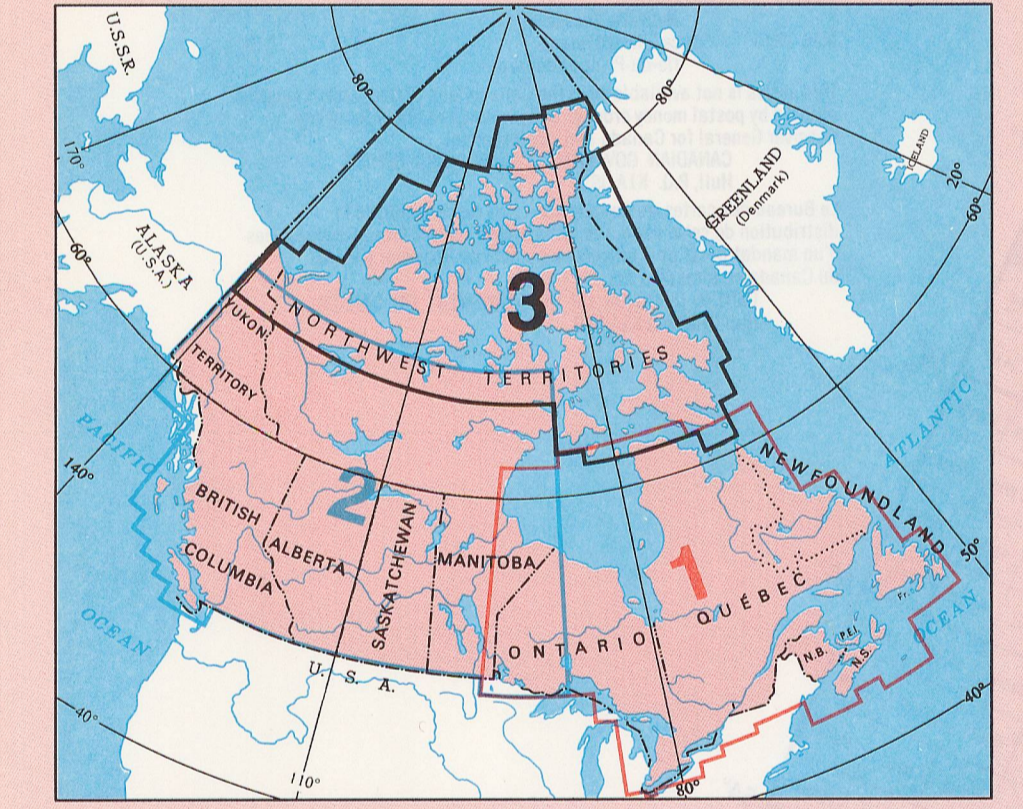 U.S.S.R.
80°
80°
ICELAND
170°
20°
GREENLAND
(Denmark)
60°
ALASKA
(U.S.A.)
60°
3
YUKON
TERRITORY
NORTHWEST TERRITORIES
PACIFIC
OCEAN
ATLANTIC
OCEAN
140°
2
NEWFOUNDLAND
BRITISH
COLUMBIA
ALBERTA
SASKATCHEWAN
MANITOBA
1
50°
QUÉBEC
ONTARIO
Fr.
P.E.I.
N.B.
N.S.
U. S. A.
40°
40°
110°
80°